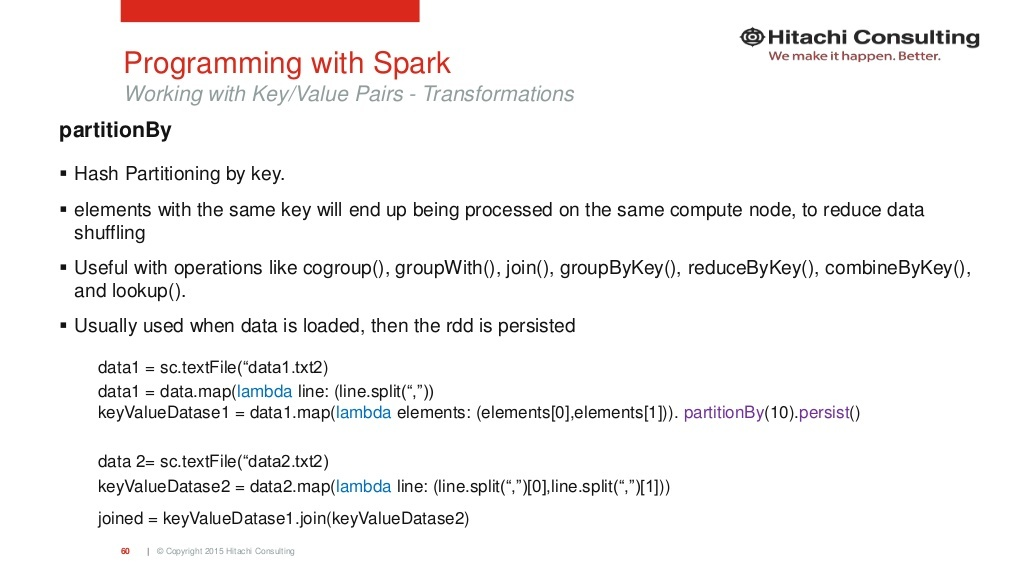 Hitachi Consulting
We make it happen. Better.
Programming with Spark
Working with Key/Value Pairs - Transformations
partitionBy
▪ Hash Partitioning by key.
▪ elements with the same key will end up being processed on the same compute node, to reduce data
shuffling
▪ Useful with operations like cogroup(), groupWith(), join(), groupByKey(), reduceByKey(), combineByKey(),
and lookup().
▪ Usually used when data is loaded, then the rdd is persisted
data1 = sc.textFile(“data1.txt2)
data1 = data.map(lambda line: (line.split(“,”))
keyValueDatase1 = data1.map(lambda elements: (elements[0],elements[1])). partitionBy(10).persist()
data 2= sc.textFile(“data2.txt2)
keyValueDatase2 = data2.map(lambda line: (line.split(“,”)[0],line.split(“,”)[1]))
joined = keyValueDatase1.join(keyValueDatase2)
60 | © Copyright 2015 Hitachi Consulting